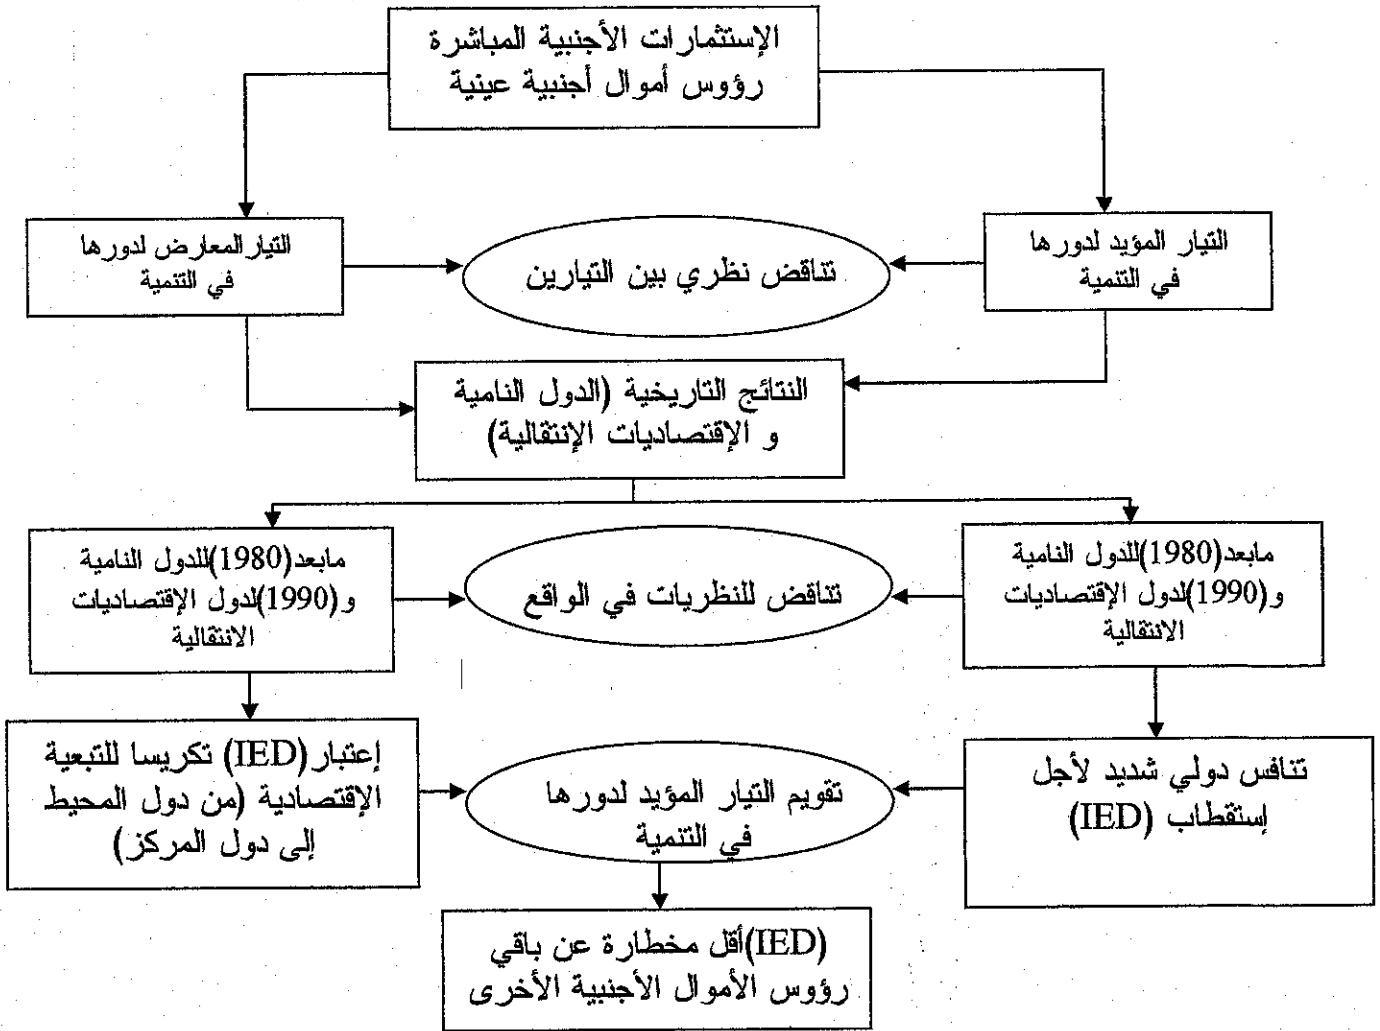 الإستثمارات الأجنبية المباشرة
رؤوس أموال أجنبية عينية
التيار المؤيد لدورها
في التنمية
تناقض نظري بين التيارين
التيار المعارض لدورها
في التنمية
النتائج التاريخية (الدول النامية
و الإقتصاديات الإنتقالية)
مابعد(1980)للدول النامية
و(1990)لدول الإقتصاديات
الانتقالية
تناقض للنظريات في الواقع
مابعد(1980)للدول النامية
و(1990)لدول الإقتصاديات
الانتقالية
تنافس دولي شديد لأجل
إستقطاب (IED)
تقويم التيار المؤيد لدورها
في التنمية
إعتبار(IED) تكريسا للتبعية
الإقتصادية (من دول المحيط
إلى دول المركز)
(IED)أقل مخطارة عن باقي
رؤوس الأموال الأجنبية الأخرى